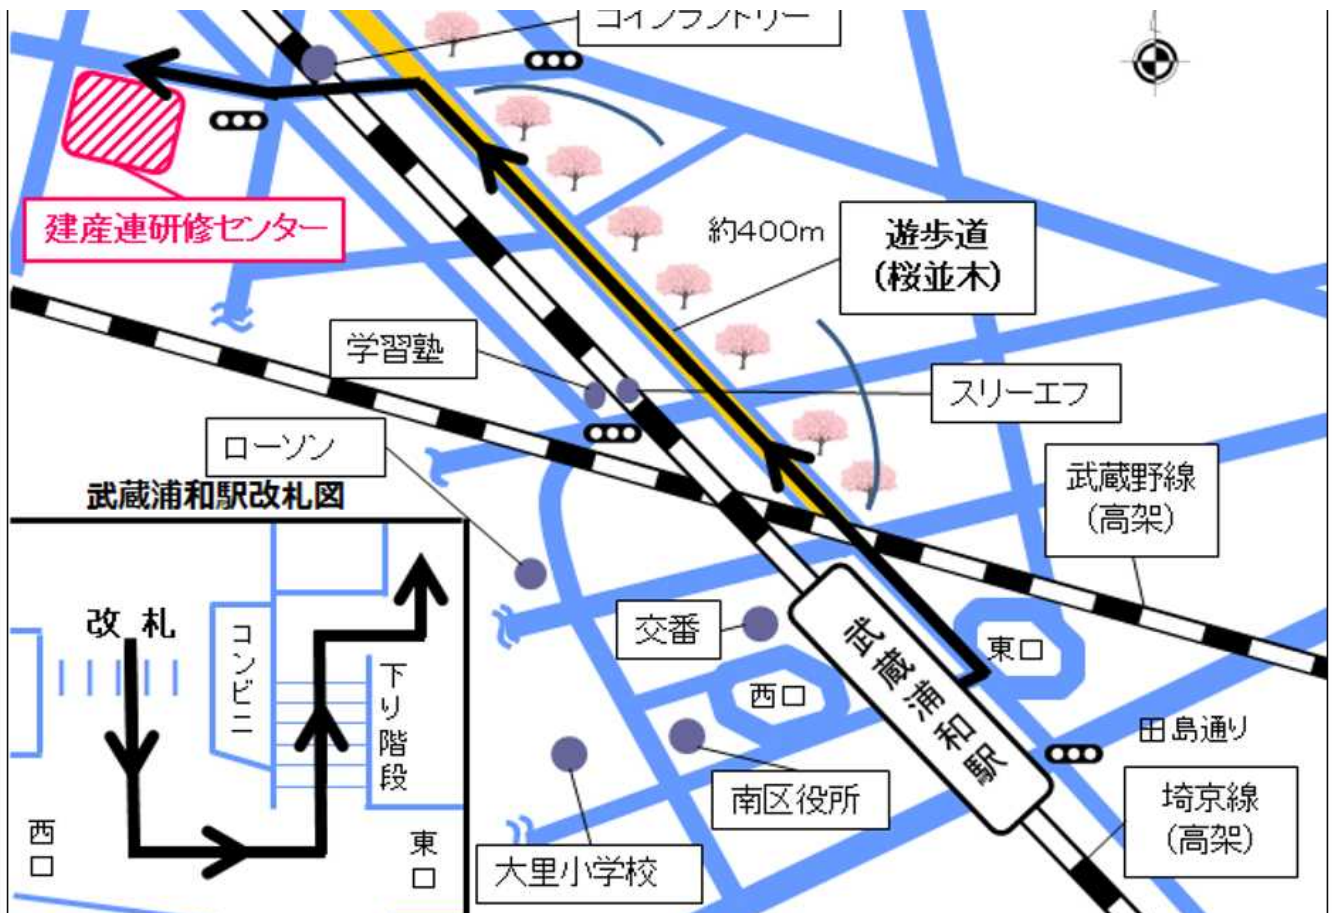 コインランドリー
建産連研修センター
約400m
遊歩道
(桜並木)
学習塾
スリーエフ
ローソン
武蔵野線
(高架)
武蔵浦和駅改札図
改札
コンビニ
下り階段
西口
東口
交番
西口
武蔵浦和駅
東口
田島通り
南区役所
埼京線
(高架)
大里小学校